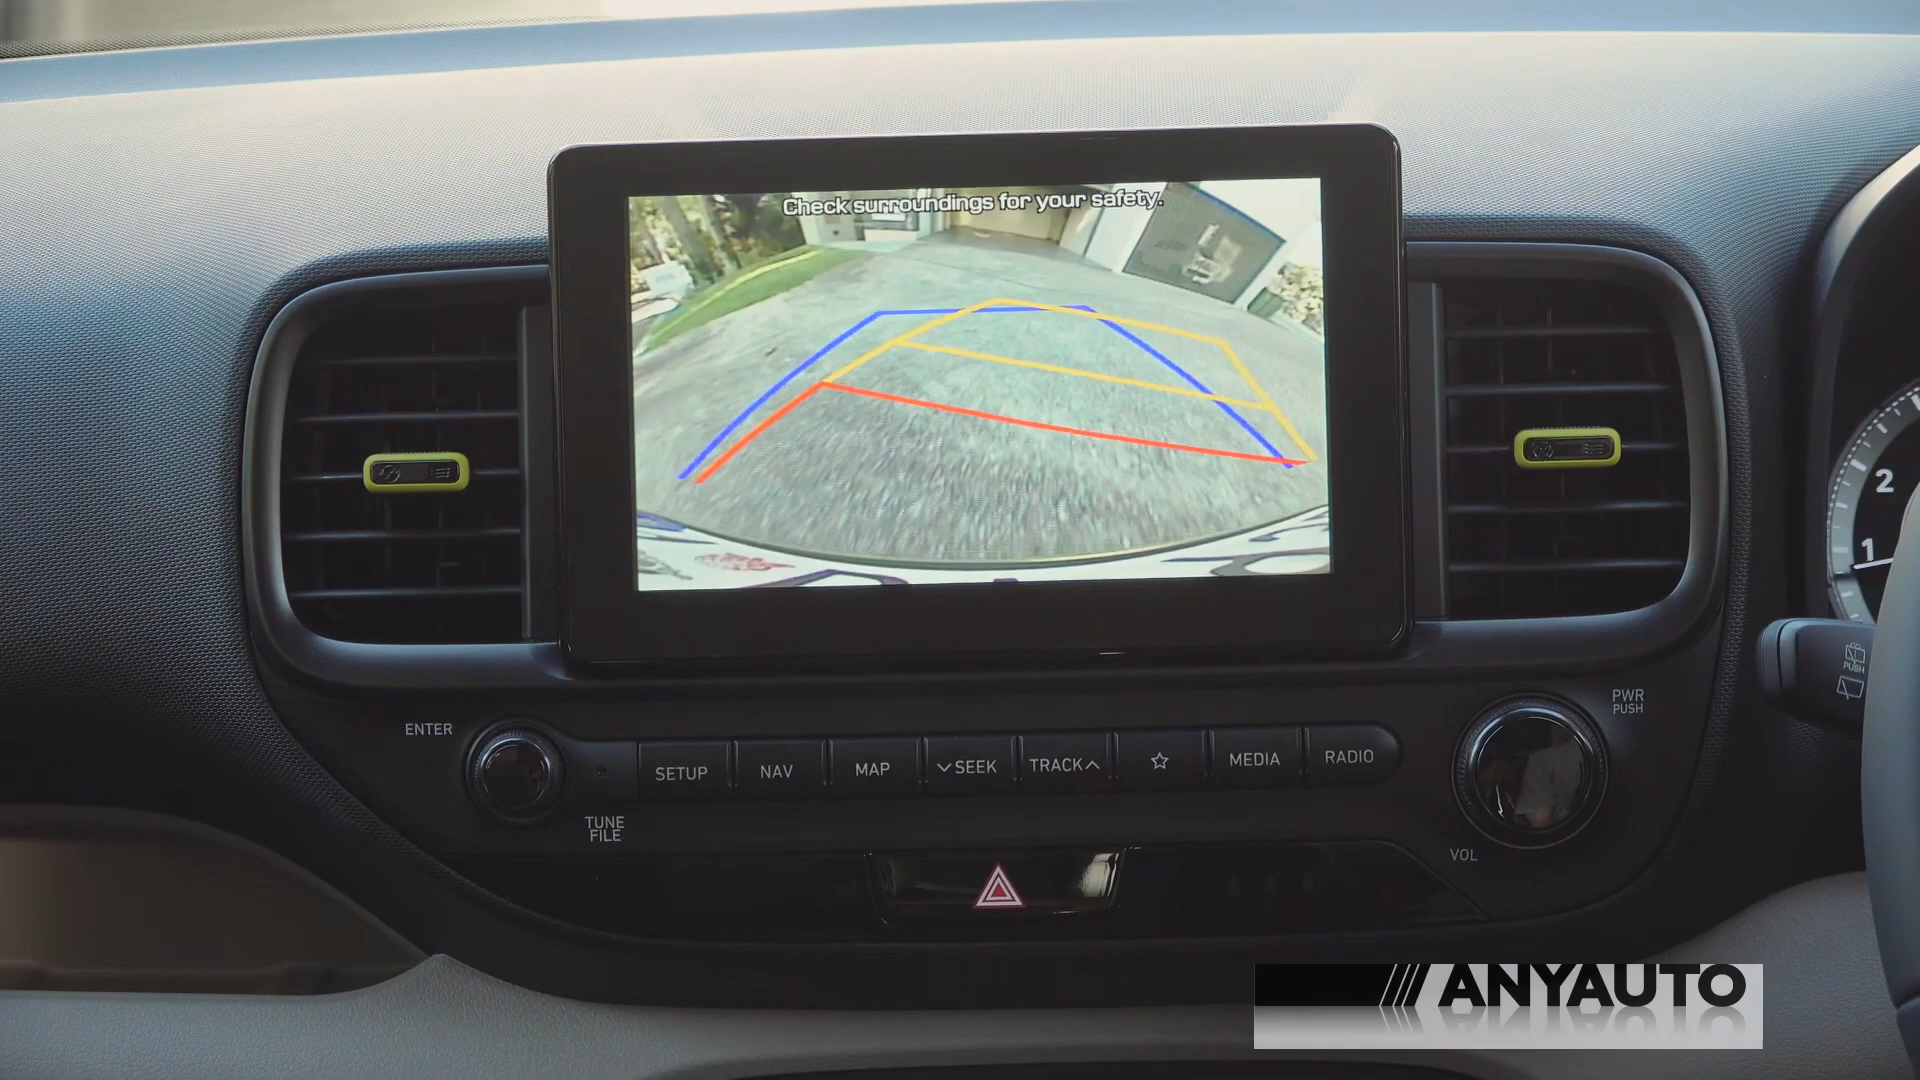 Check surroundings for your safety.
2
1
PUSH
PWR
PUSH
ENTER
SETUP
NAV
MAP
SEEK
TRACK
MEDIA
RADIO
TUNE
FILE
VOL
ANYAUTO